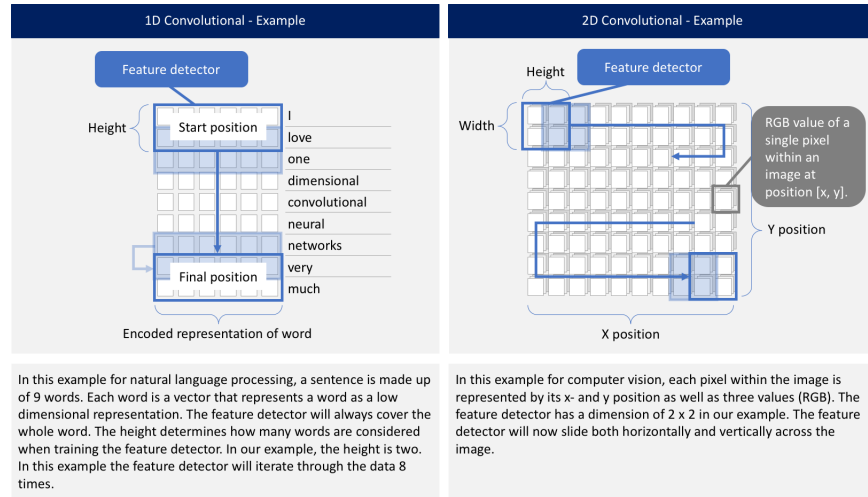 1D Convolutional - Example
Feature detector
Height
Start position
I
love
one
dimensional
convolutional
neural
networks
very
much
Final position
Encoded representation of word
In this example for natural language processing, a sentence is made up
of 9 words. Each word is a vector that represents a word as a low
dimensional representation. The feature detector will always cover the
whole word. The height determines how many words are considered
when training the feature detector. In our example, the height is two.
In this example the feature detector will iterate through the data 8
times.
2D Convolutional - Example
Height
Feature detector
Width
RGB value of a
single pixel
within an
image at
position [x, y].
Y position
X position
In this example for computer vision, each pixel within the image is
represented by its x- and y position as well as three values (RGB). The
feature detector has a dimension of 2 x 2 in our example. The feature
detector will now slide both horizontally and vertically across the
image.